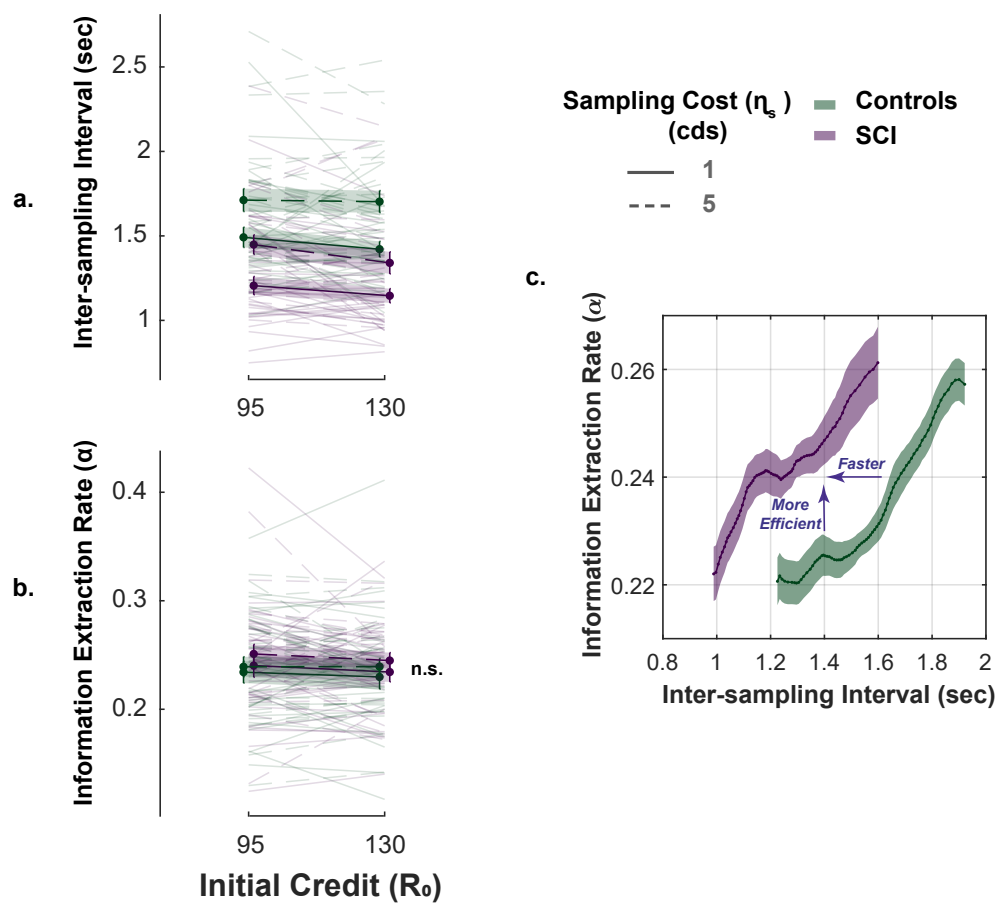 a.
Inter-sampling Interval (sec)
2.5
2
1.5
1
95
130
Sampling Cost (ηs )
(cds)
1
5
Controls
SCI
b.
Information Extraction Rate (α)
0.4
0.3
0.2
n.s.
95
130
Initial Credit (R₀)
c.
Information Extraction Rate (α)
0.26
0.24
0.22
Faster
More
Efficient
0.8
1
1.2
1.4
1.6
1.8
2
Inter-sampling Interval (sec)